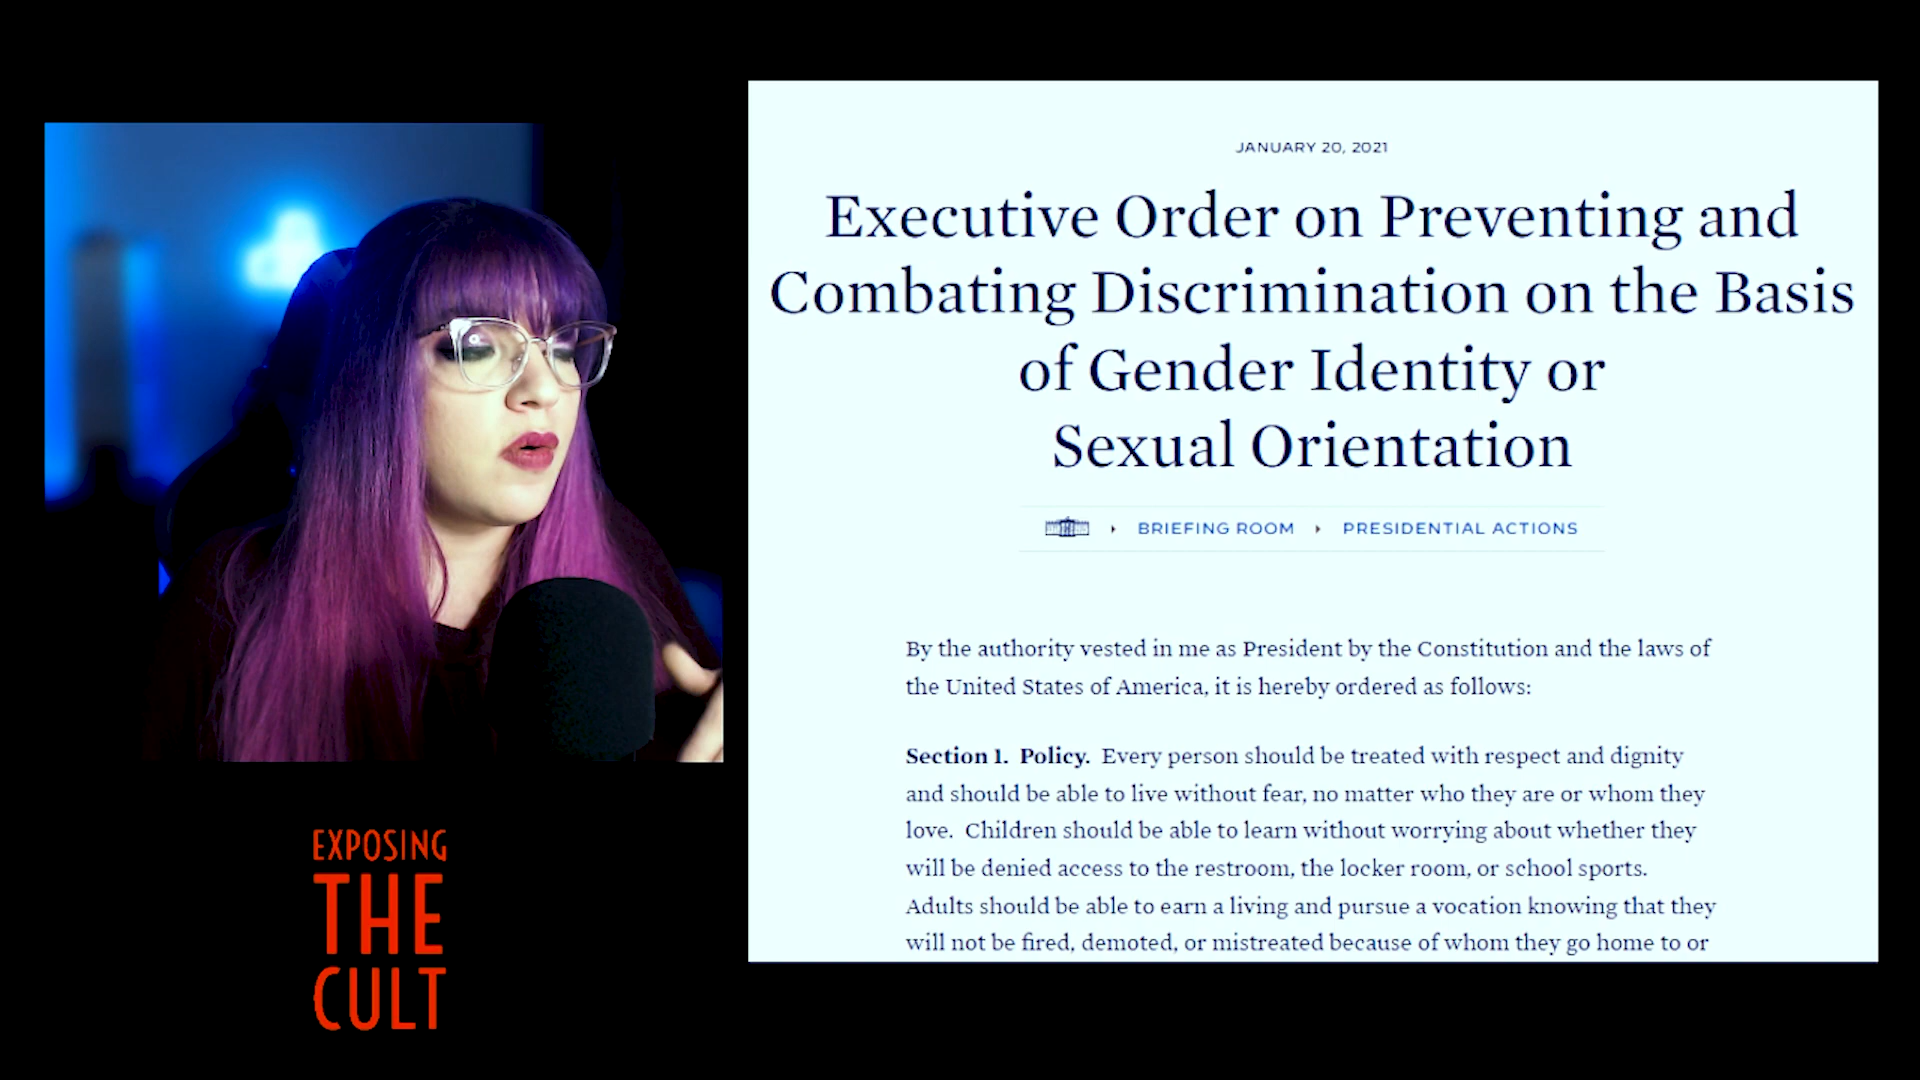 JANUARY 20, 2021
Executive Order on Preventing and
Combating Discrimination on the Basis
of Gender Identity or
Sexual Orientation
BRIEFING ROOM PRESIDENTIAL ACTIONS
By the authority vested in me as President by the Constitution and the laws of
the United States of America, it is hereby ordered as follows:
Section 1. Policy. Every person should be treated with respect and dignity
and should be able to live without fear, no matter who they are or whom they
love. Children should be able to learn without worrying about whether they
will be denied access to the restroom, the locker room, or school sports.
Adults should be able to earn a living and pursue a vocation knowing that they
will not be fired, demoted, or mistreated because of whom they go home to or
EXPOSING
THE
CULT